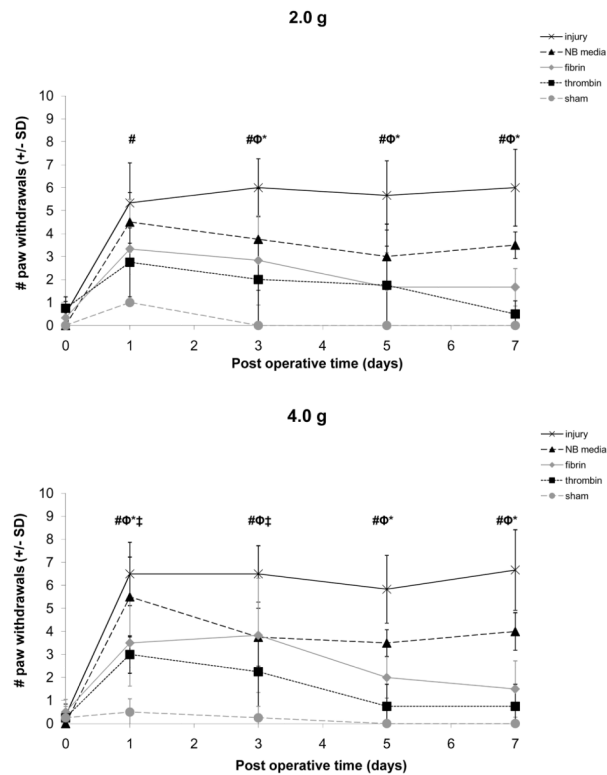 2.0 g
injury
NB media
fibrin
thrombin
sham
# paw withdrawals (+/- SD)
10
9
8
7
6
5
4
3
2
1
0
# #Φ* #Φ* #Φ*
0 1 2 3 4 5 6 7
Post operative time (days)
4.0 g
injury
NB media
fibrin
thrombin
sham
# paw withdrawals (+/- SD)
10
9
8
7
6
5
4
3
2
1
0
#Φ*‡ #Φ‡ #Φ* #Φ*
0 1 2 3 4 5 6 7
Post operative time (days)